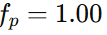 f_p = 1.00